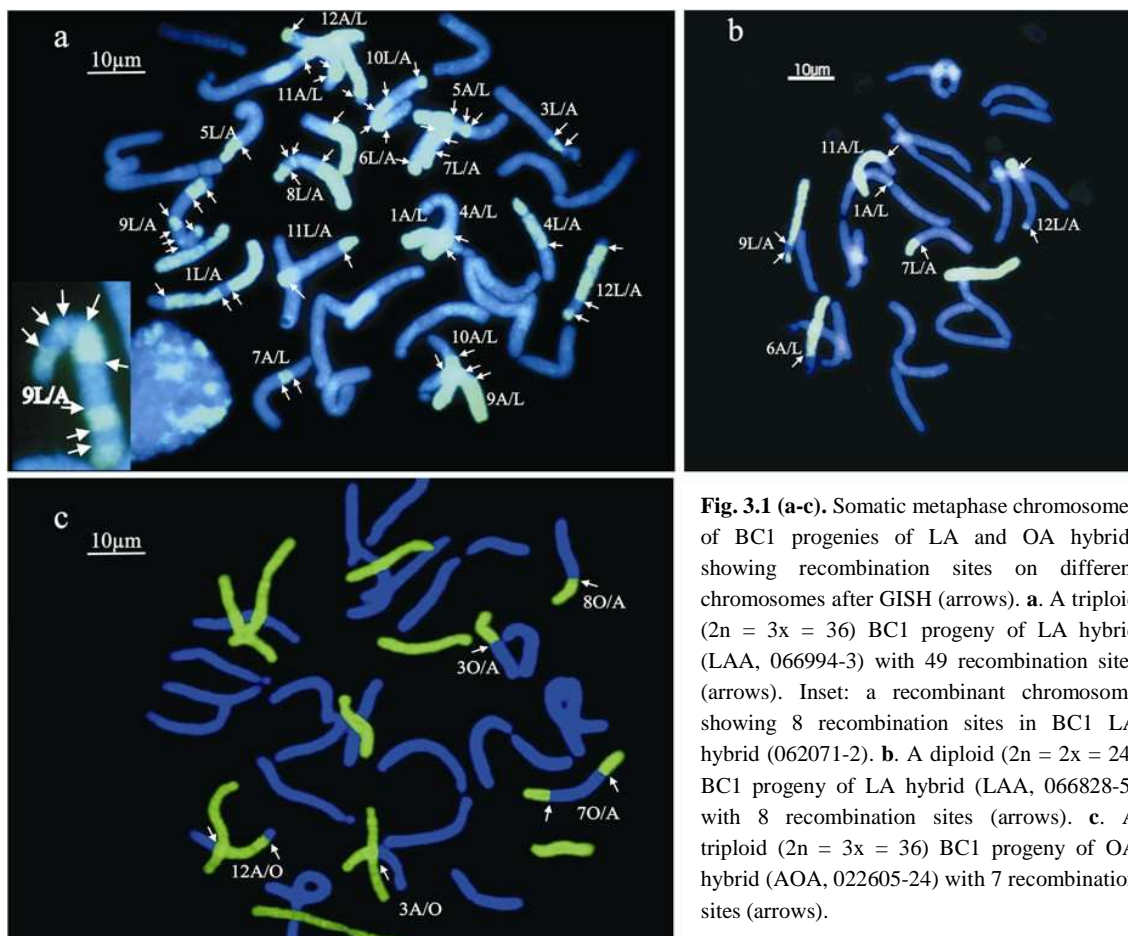 a
10µm
12A/L
10L/A
11A/L
5A/L
3L/A
5L/A
6L/A
7L/A
8L/A
9L/A
1A/L
4A/L
4L/A
11L/A
1L/A
12L/A
7A/L
10A/L
9A/L
9L/A
b
10µm
11A/L
1A/L
12L/A
9L/A
7L/A
6A/L
c
10µm
8O/A
3O/A
7O/A
12A/O
3A/O
Fig. 3.1 (a-c). Somatic metaphase chromosome
of BC1 progenies of LA and OA hybrid
showing recombination sites on differen
chromosomes after GISH (arrows). a. A triploid
(2n = 3x = 36) BC1 progeny of LA hybrid
(LAA, 066994-3) with 49 recombination site
(arrows). Inset: a recombinant chromosom
showing 8 recombination sites in BC1 LA
hybrid (062071-2). b. A diploid (2n = 2x = 24
BC1 progeny of LA hybrid (LAA, 066828-5
with 8 recombination sites (arrows). c. A
triploid (2n = 3x = 36) BC1 progeny of OA
hybrid (AOA, 022605-24) with 7 recombination
sites (arrows).